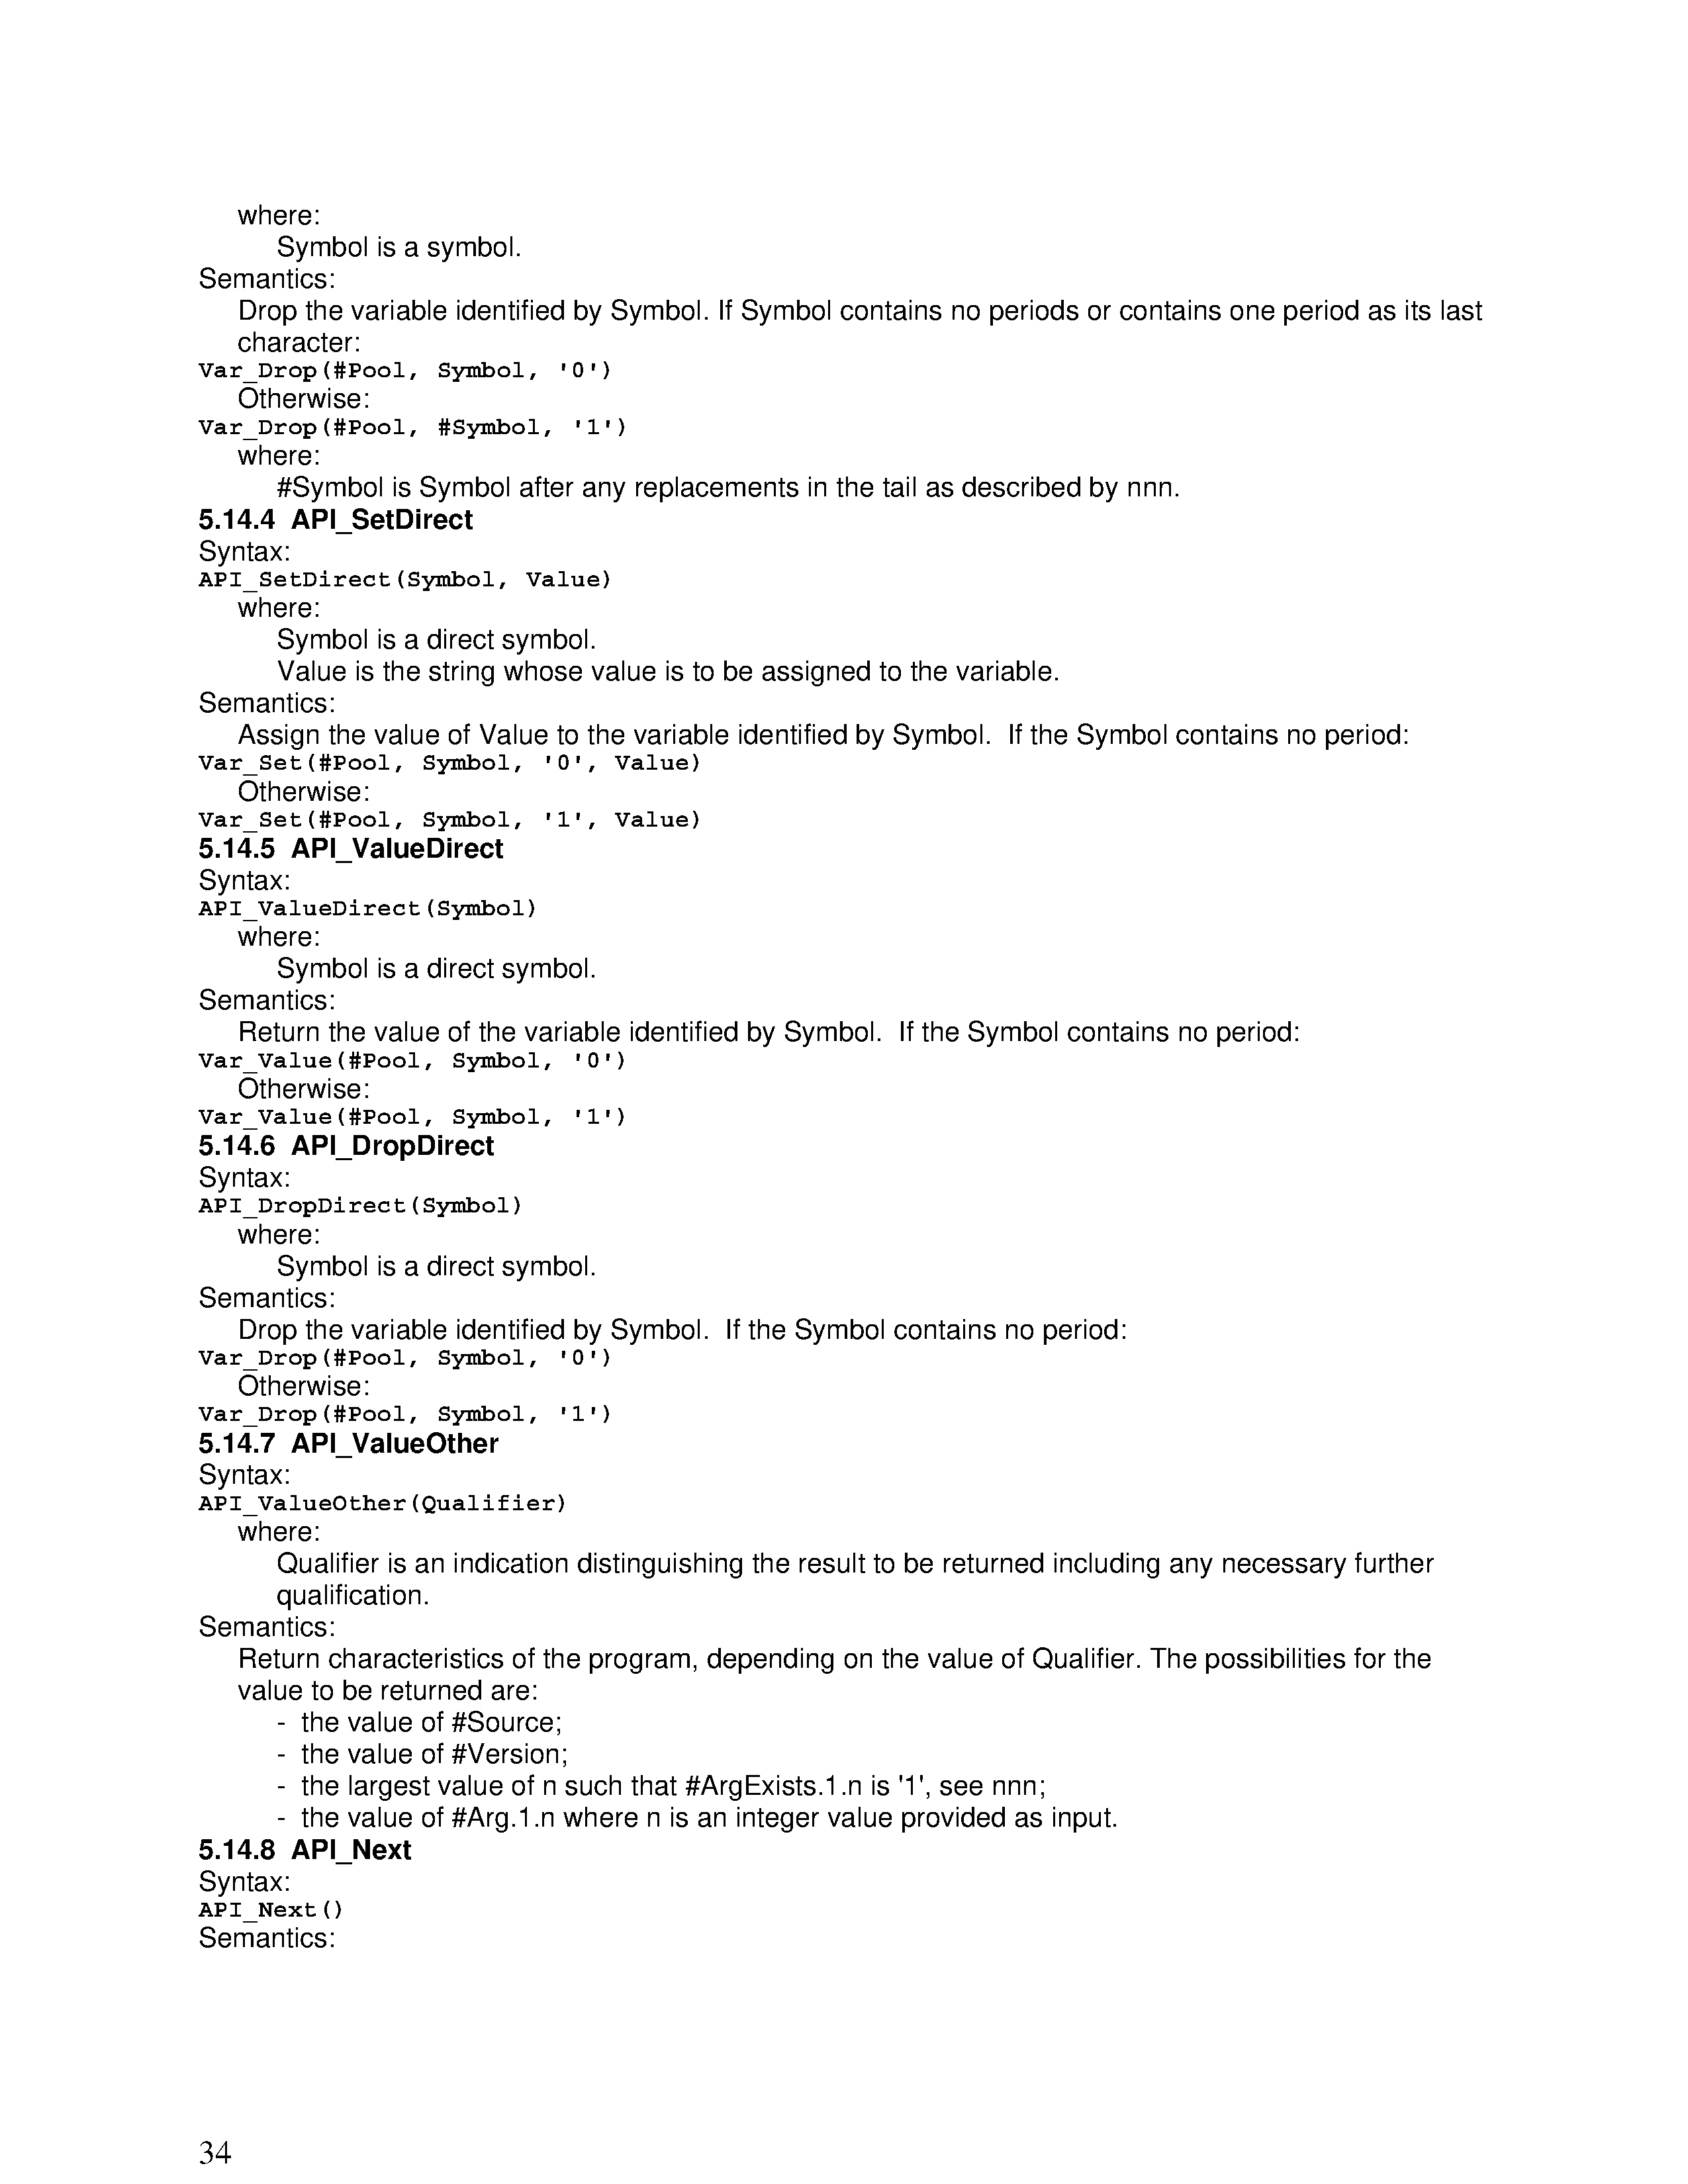 where:
Symbol is a symbol.
Semantics:
Drop the variable identified by Symbol. If Symbol contains no periods or contains one period as its last
character:
Var_Drop(#Pool, Symbol, '0')
Otherwise:
Var_Drop(#Pool, #Symbol, '1')
where:
#Symbol is Symbol after any replacements in the tail as described by nnn.
5.14.4 API_SetDirect
Syntax:
API_SetDirect(Symbol, Value)
where:
Symbol is a direct symbol.
Value is the string whose value is to be assigned to the variable.
Semantics:
Assign the value of Value to the variable identified by Symbol. If the Symbol contains no period:
Var_Set(#Pool, Symbol, '0', Value)
Otherwise:
Var_Set(#Pool, Symbol, '1', Value)
5.14.5 API_ValueDirect
Syntax:
API_ValueDirect(Symbol)
where:
Symbol is a direct symbol.
Semantics:
Return the value of the variable identified by Symbol. If the Symbol contains no period:
Var_Value(#Pool, Symbol, '0')
Otherwise:
Var_Value(#Pool, Symbol, '1')
5.14.6 API_DropDirect
Syntax:
API_DropDirect(Symbol)
where:
Symbol is a direct symbol.
Semantics:
Drop the variable identified by Symbol. If the Symbol contains no period:
Var_Drop(#Pool, Symbol, '0')
Otherwise:
Var_Drop(#Pool, Symbol, '1')
5.14.7 API_ValueOther
Syntax:
API_ValueOther(Qualifier)
where:
Qualifier is an indication distinguishing the result to be returned including any necessary further
qualification.
Semantics:
Return characteristics of the program, depending on the value of Qualifier. The possibilities for the
value to be returned are:
- the value of #Source;
- the value of #Version;
- the largest value of n such that #ArgExists.1.n is '1', see nnn;
- the value of #Arg.1.n where n is an integer value provided as input.
5.14.8 API_Next
Syntax:
API_Next()
Semantics:
34